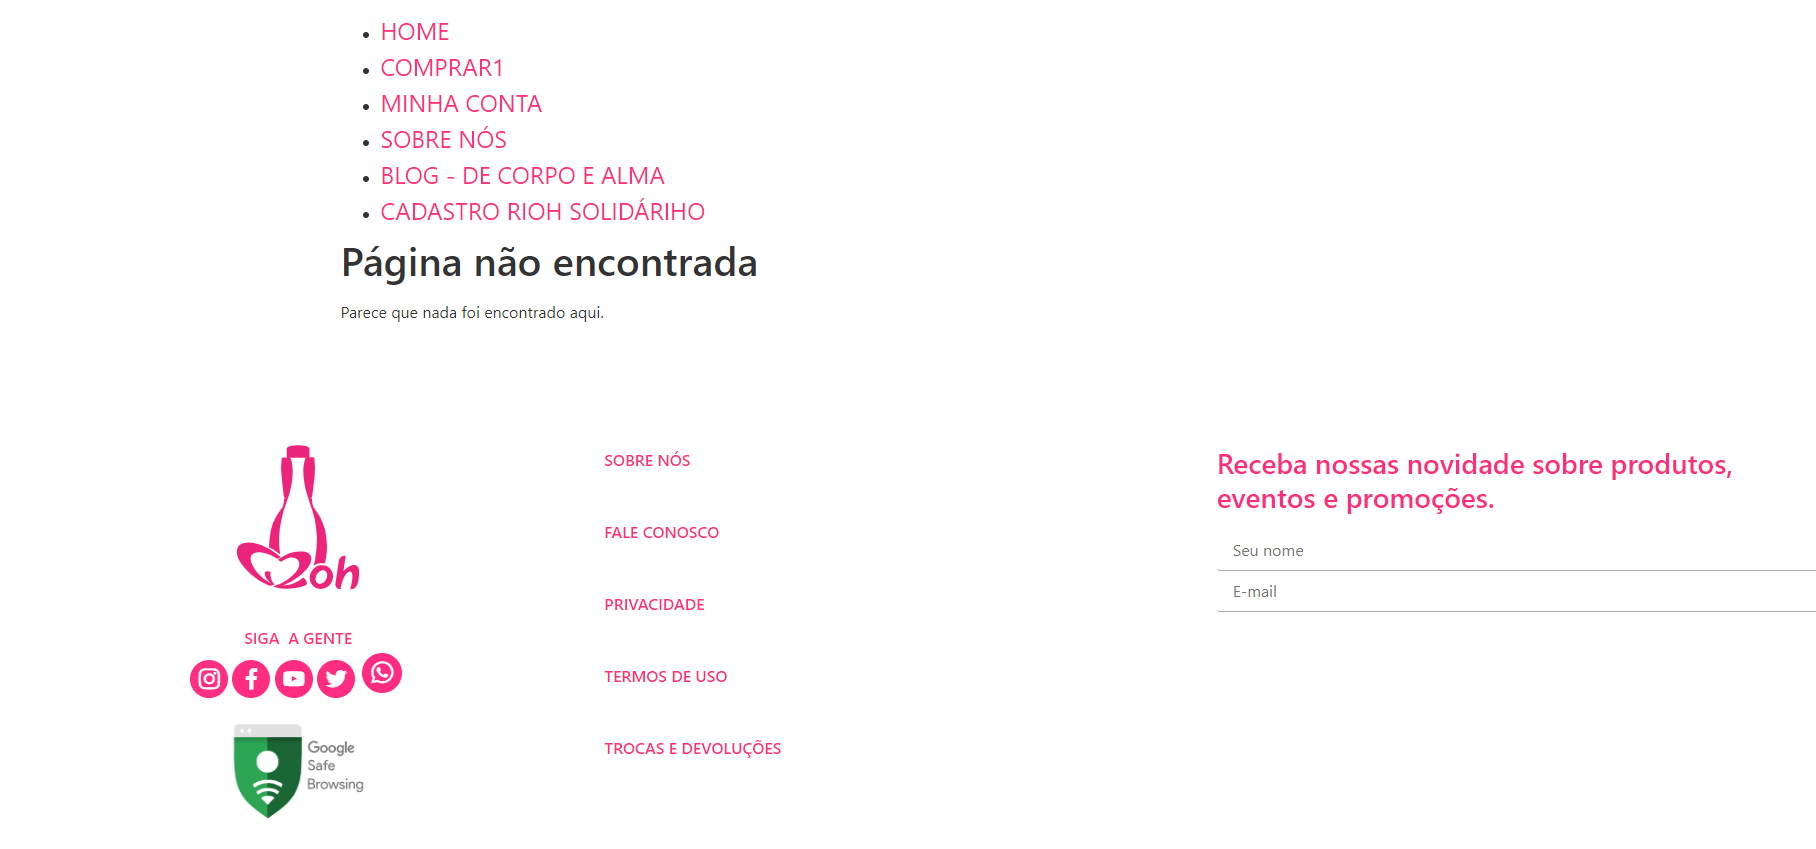 HOME
COMPRAR1
MINHA CONTA
SOBRE NÓS
BLOG - DE CORPO E ALMA
CADASTRO RIOH SOLIDÁRIHO
Página não encontrada
Parece que nada foi encontrado aqui.
oh
SIGA A GENTE
Google
Safe
Browsing
SOBRE NÓS
FALE CONOSCO
PRIVACIDADE
TERMOS DE USO
TROCAS E DEVOLUÇÕES
Receba nossas novidade sobre produtos,
eventos e promoções.
Seu nome
E-mail